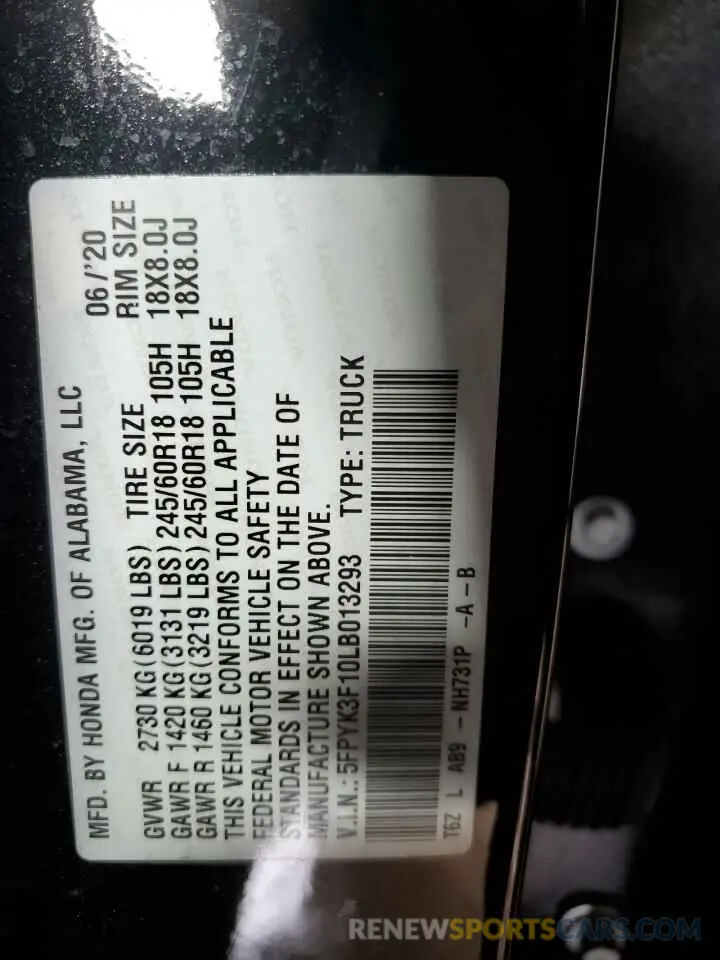 MFD. BY HONDA MFG. OF ALABAMA, LLC 06/'20
GVWR 2730 KG(6019 LBS) TIRE SIZE RIM SIZE
GAWR F 1420 KG(3131 LBS) 245/60R18 105H 18X8.0J
GAWR R 1460 KG(3219 LBS) 245/60R18 105H 18X8.0J
THIS VEHICLE CONFORMS TO ALL APPLICABLE
FEDERAL MOTOR VEHICLE SAFETY
STANDARDS IN EFFECT ON THE DATE OF
MANUFACTURE SHOWN ABOVE.
V.I.N.: 5FPYK3F10LB013293 TYPE: TRUCK
T6Z L AB9 - NH731P -A-B
RENEWSPORTSCARS.COM